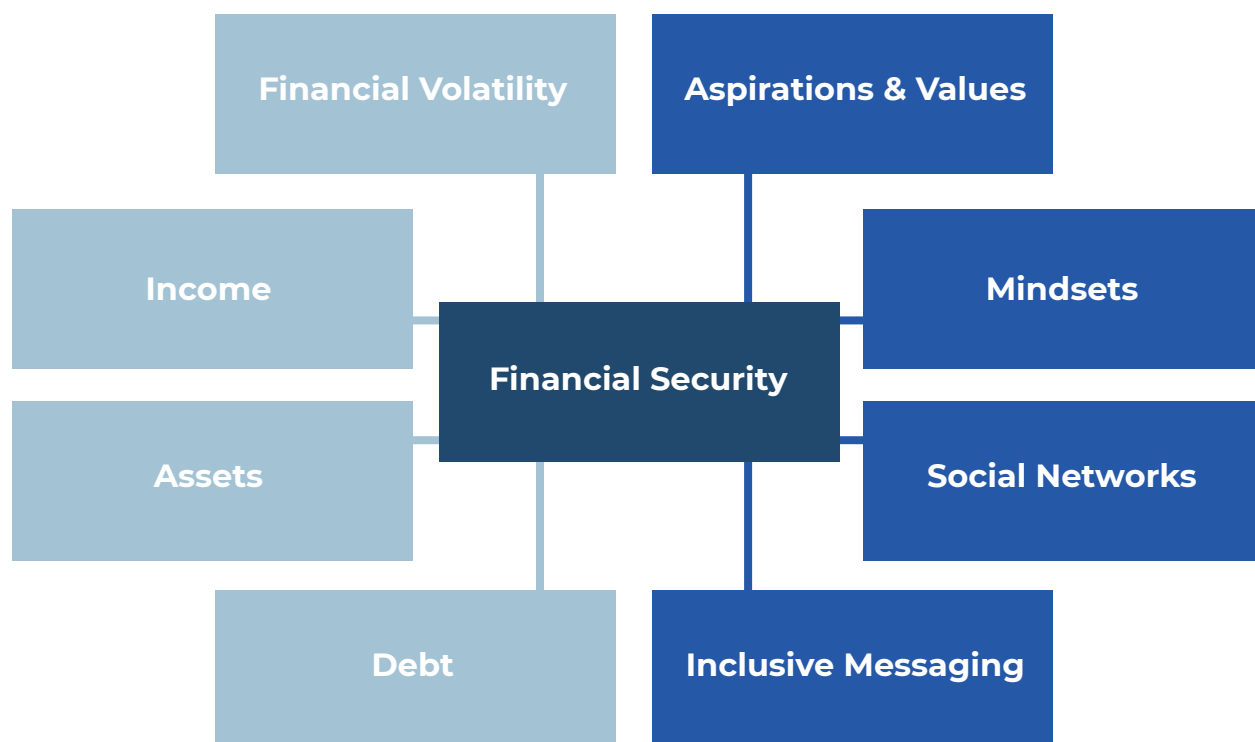 Financial Volatility
Aspirations & Values
Income
Mindsets
Financial Security
Assets
Social Networks
Debt
Inclusive Messaging